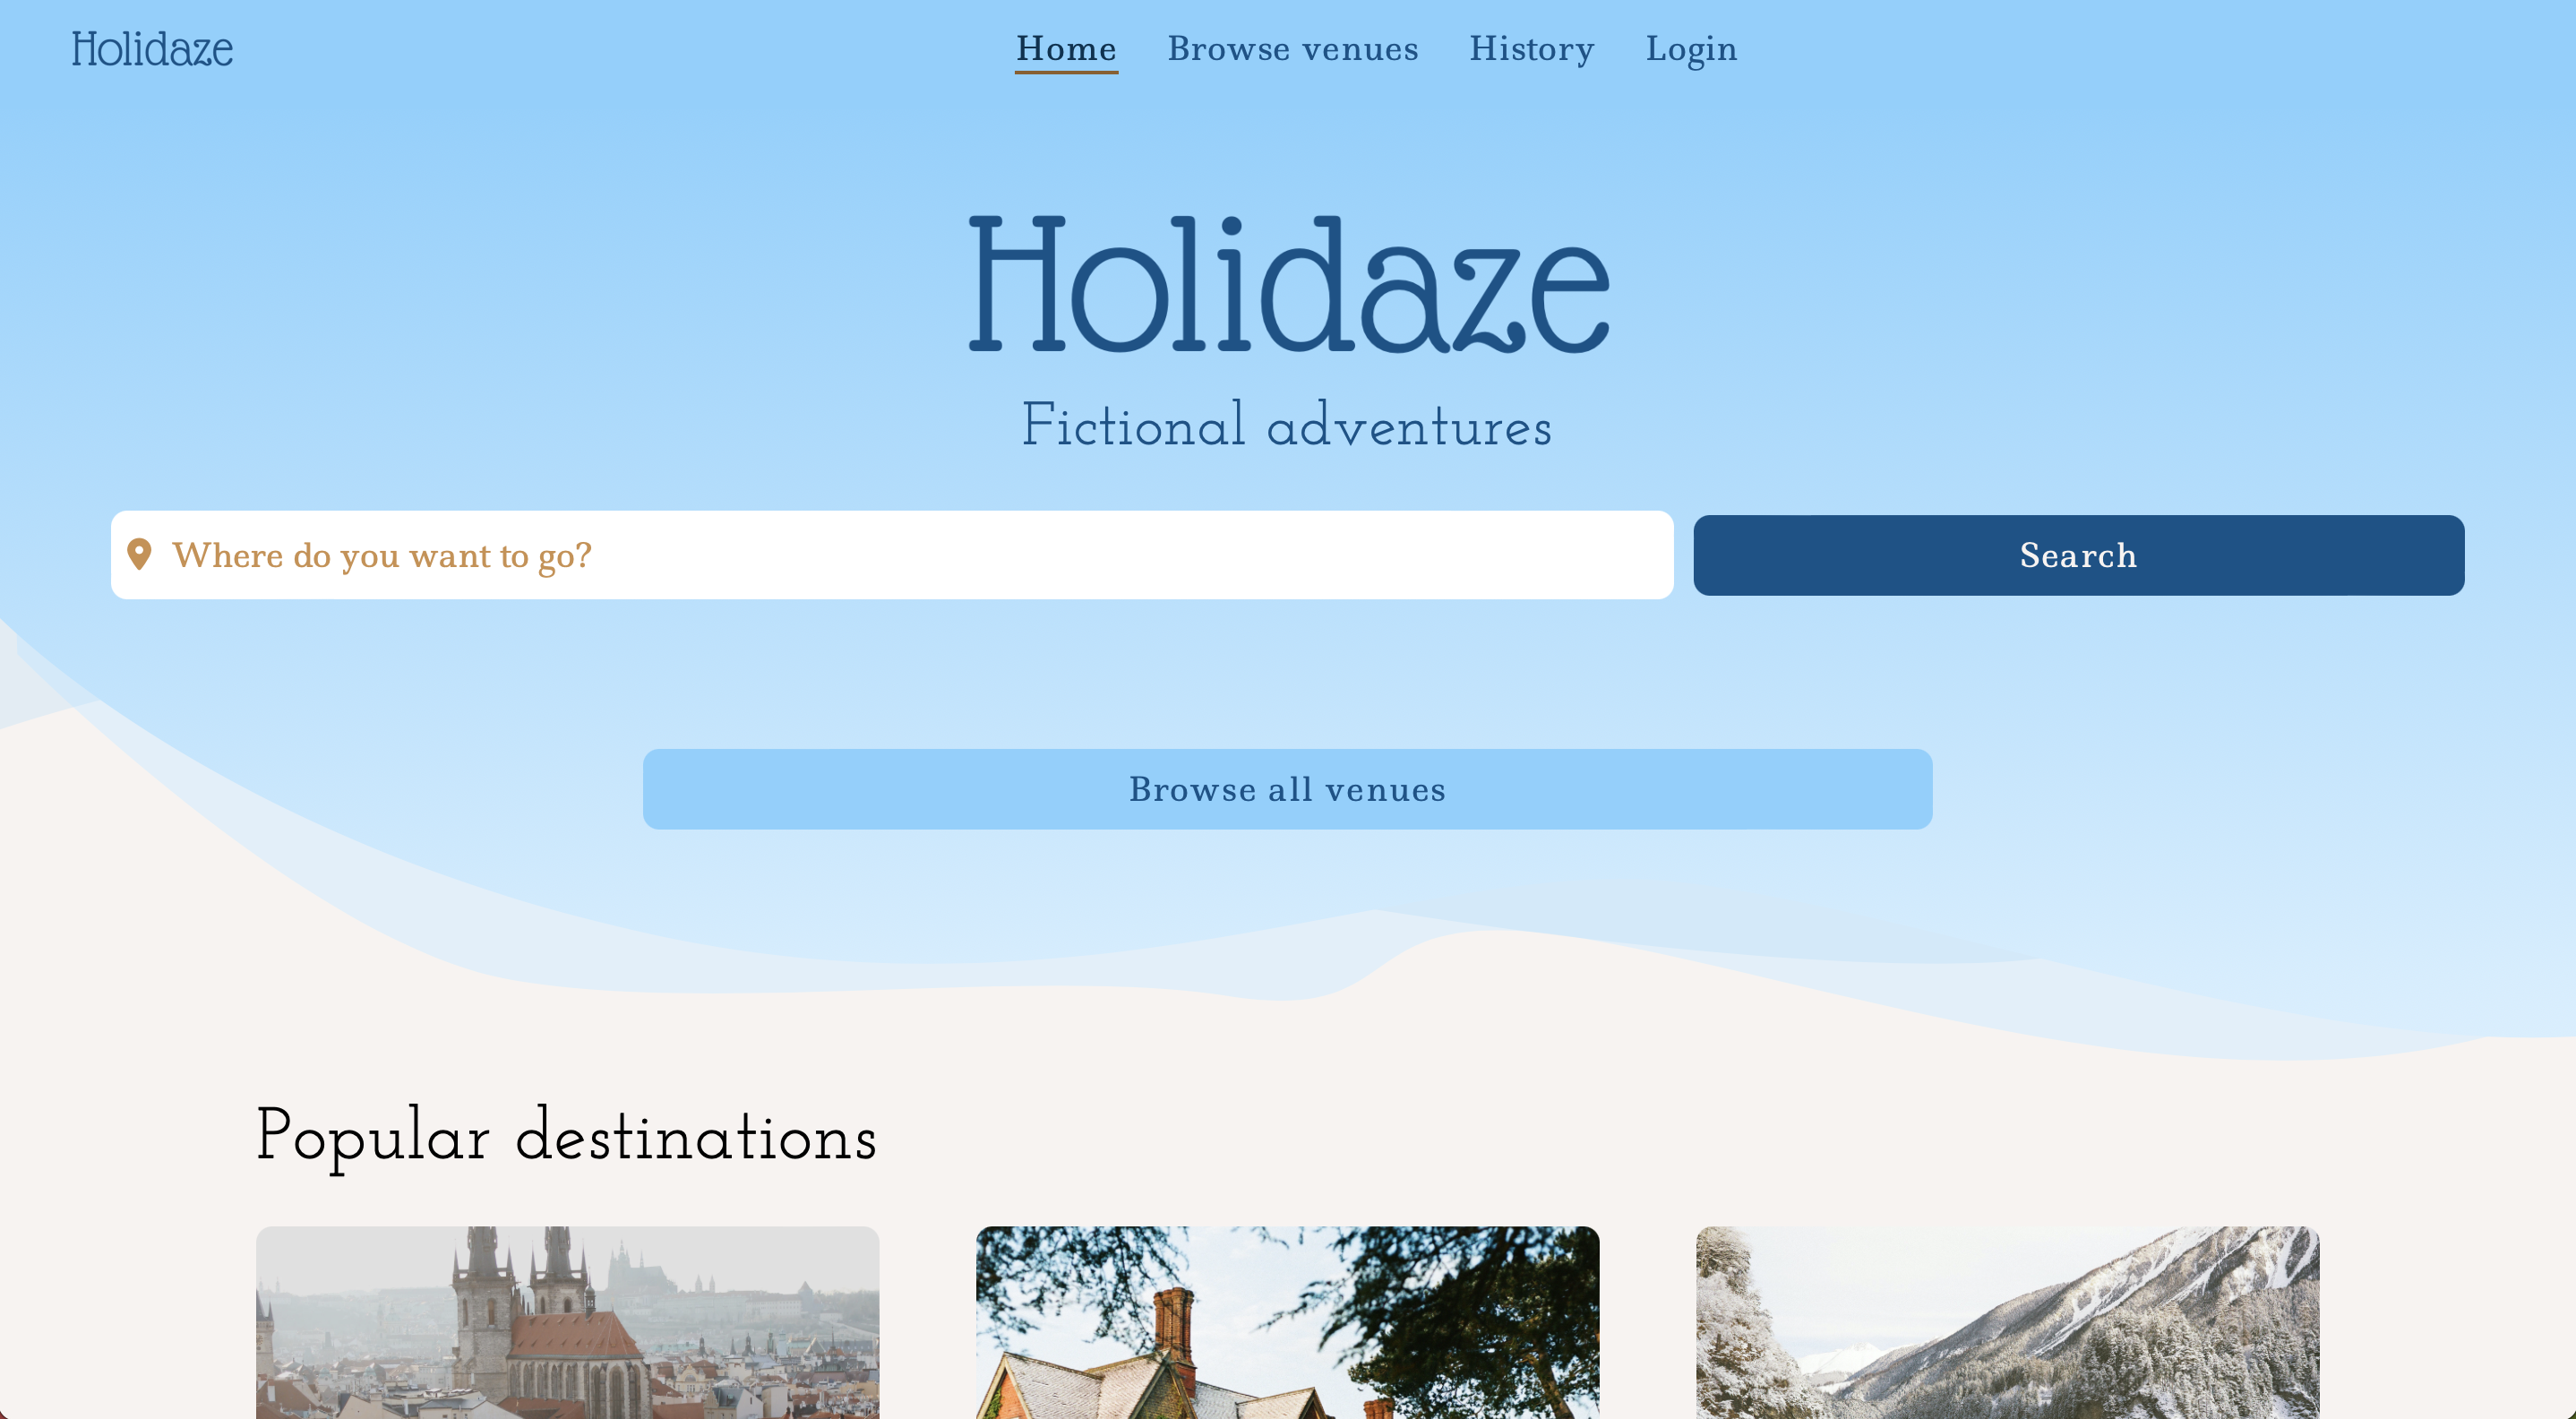 Holidaze
Home Browse venues History Login
Holidaze
Fictional adventures
Where do you want to go? Search
Browse all venues
Popular destinations